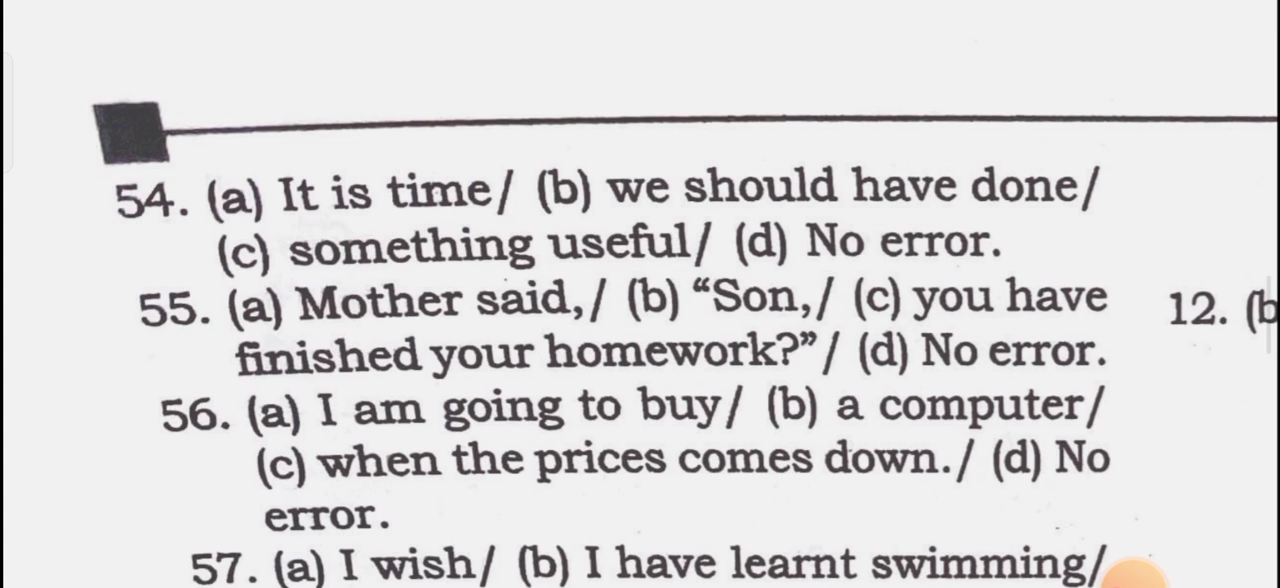 54. (a) It is time/ (b) we should have done/
(c) something useful/ (d) No error.
55. (a) Mother said,/ (b) “Son,/ (c) you have
finished your homework?”/ (d) No error.
56. (a) I am going to buy/ (b) a computer/
(c) when the prices comes down./ (d) No
error.
57. (a) I wish/ (b) I have learnt swimming/
12. (b